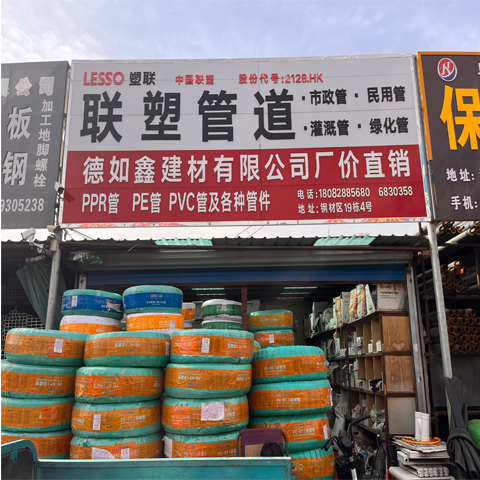 LESSO 塑联 中国联塑 股份代号:2128.HK
联塑管道
·市政管·民用管
·灌溉管·绿化管
德如鑫建材有限公司厂价直销
PPR管 PE管 PVC管及各种管件
电话:18082885680 6830358
地址:钢材区19栋4号
限公司
板
钢
加工地脚螺栓
9305238
保
地址:
手机: